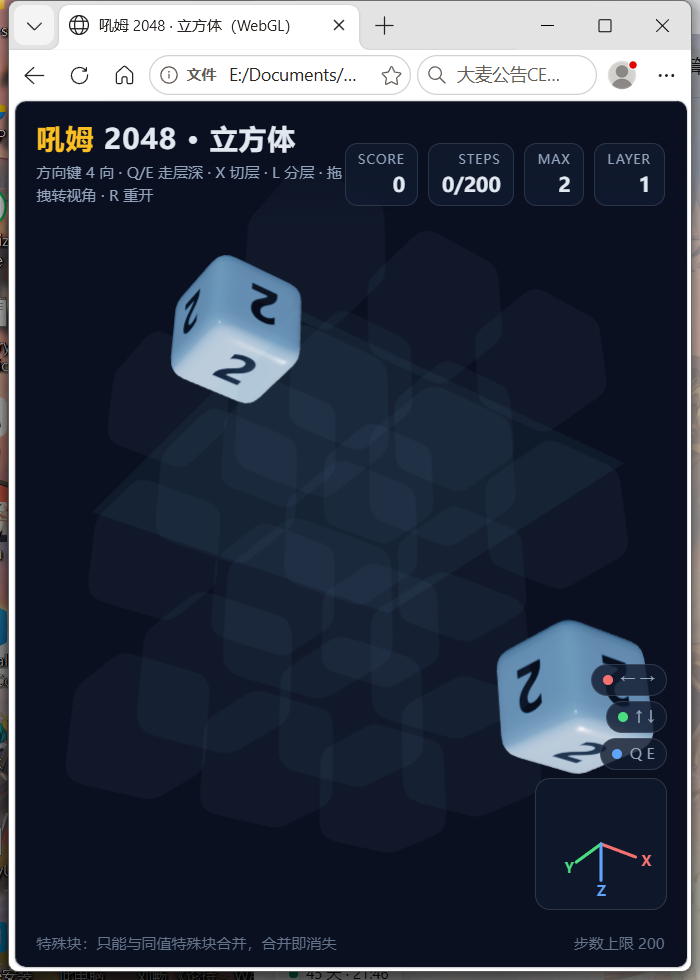 吼姆 2048 · 立方体 (WebGL)
文件 E:/Documents/...
大麦公告CE...
吼姆 2048 • 立方体
方向键 4 向 · Q/E 走层深 · X 切层 · L 分层 · 拖
拽转视角 · R 重开
SCORE
0
STEPS
0/200
MAX
2
LAYER
1
2
2
2
2
2
2
←→
↑↓
Q E
Y
X
Z
特殊块：只能与同值特殊块合并，合并即消失
步数上限 200